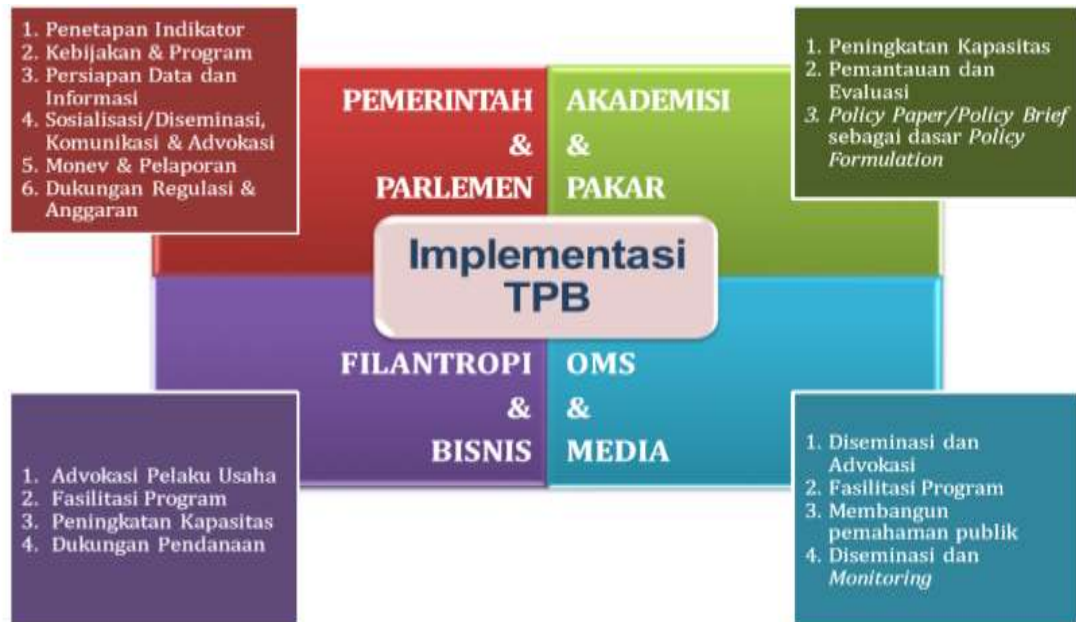 1. Penetapan Indikator
2. Kebijakan & Program
3. Persiapan Data dan
Informasi
4. Sosialisasi/Diseminasi,
Komunikasi & Advokasi
5. Monev & Pelaporan
6. Dukungan Regulasi &
Anggaran
PEMERINTAH
&
PARLEMEN
AKADEMISI
&
PAKAR
1. Peningkatan Kapasitas
2. Pemantauan dan
Evaluasi
3. Policy Paper/Policy Brief
sebagai dasar Policy
Formulation
Implementasi
TPB
1. Advokasi Pelaku Usaha
2. Fasilitasi Program
3. Peningkatan Kapasitas
4. Dukungan Pendanaan
FILANTROPI
&
BISNIS
OMS
&
MEDIA
1. Diseminasi dan
Advokasi
2. Fasilitasi Program
3. Membangun
pemahaman publik
4. Diseminasi dan
Monitoring